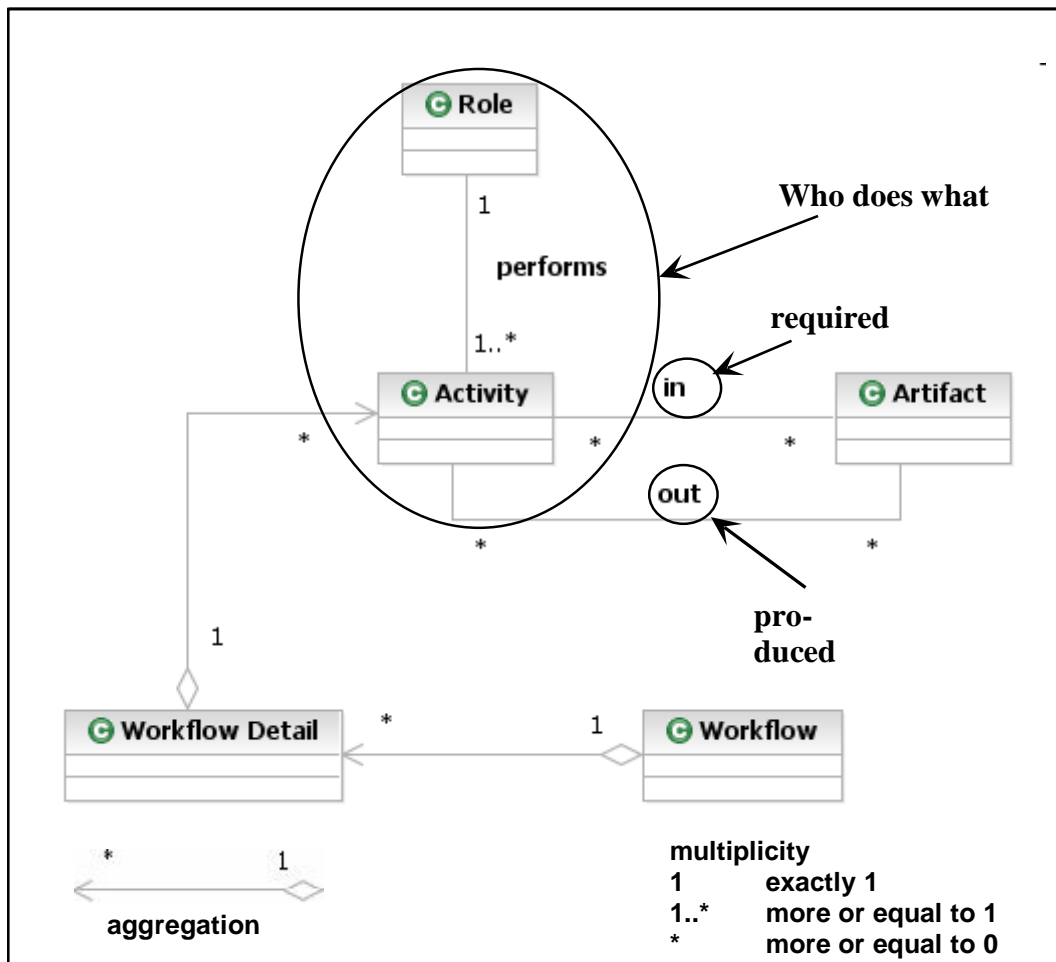 C Role
1
Who does what
performs
required
1..*
C Activity
in
C Artifact
*
*
*
out
*
*
pro-
duced
1
C Workflow Detail
*
1
C Workflow
*
1
aggregation
multiplicity
1 exactly 1
1..* more or equal to 1
* more or equal to 0